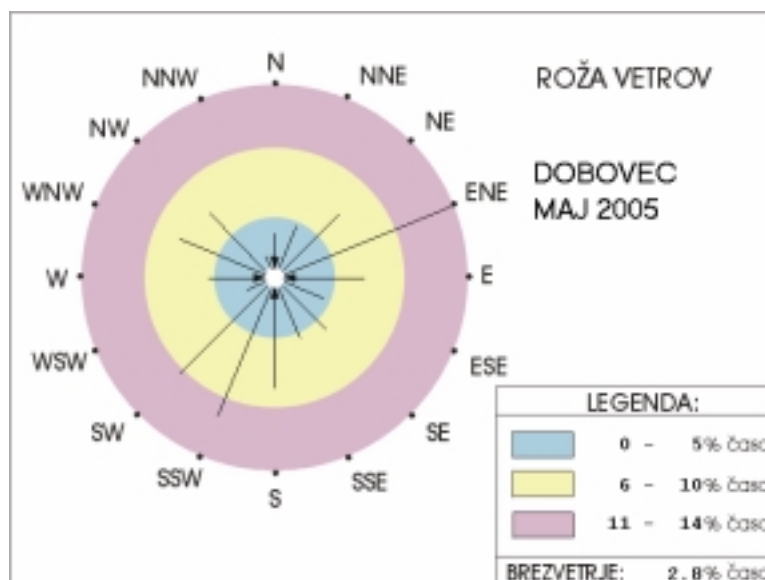 N
NNW
NNE
NW
NE
WNW
ENE
W
E
WSW
ESE
SW
SE
SSW
SSE
S
ROŽA VETROV
DOBOVEC
MAJ 2005
LEGENDA:
0 - 5% časa
6 - 10% časa
11 - 14% časa
BREZVETRJE: 2.8% časa